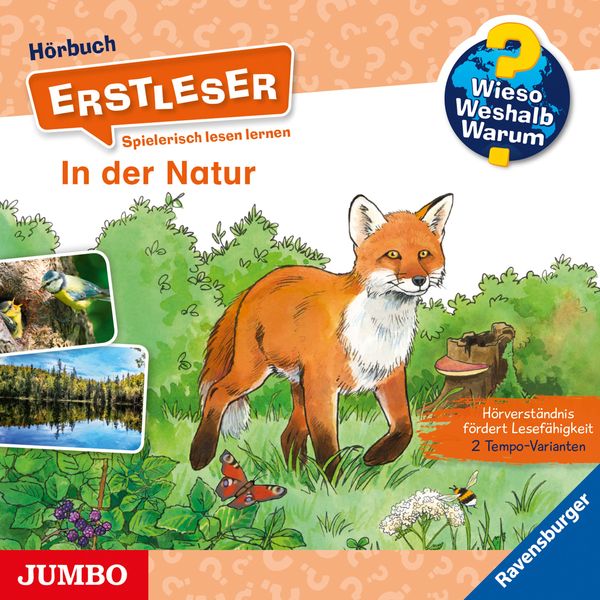 Hörbuch
ERSTLESER
Spielerisch lesen lernen
In der Natur
?
Wieso
Weshalb
Warum
Hörverständnis
fördert Lesefähigkeit
2 Tempo-Varianten
JUMBO
Ravensburger